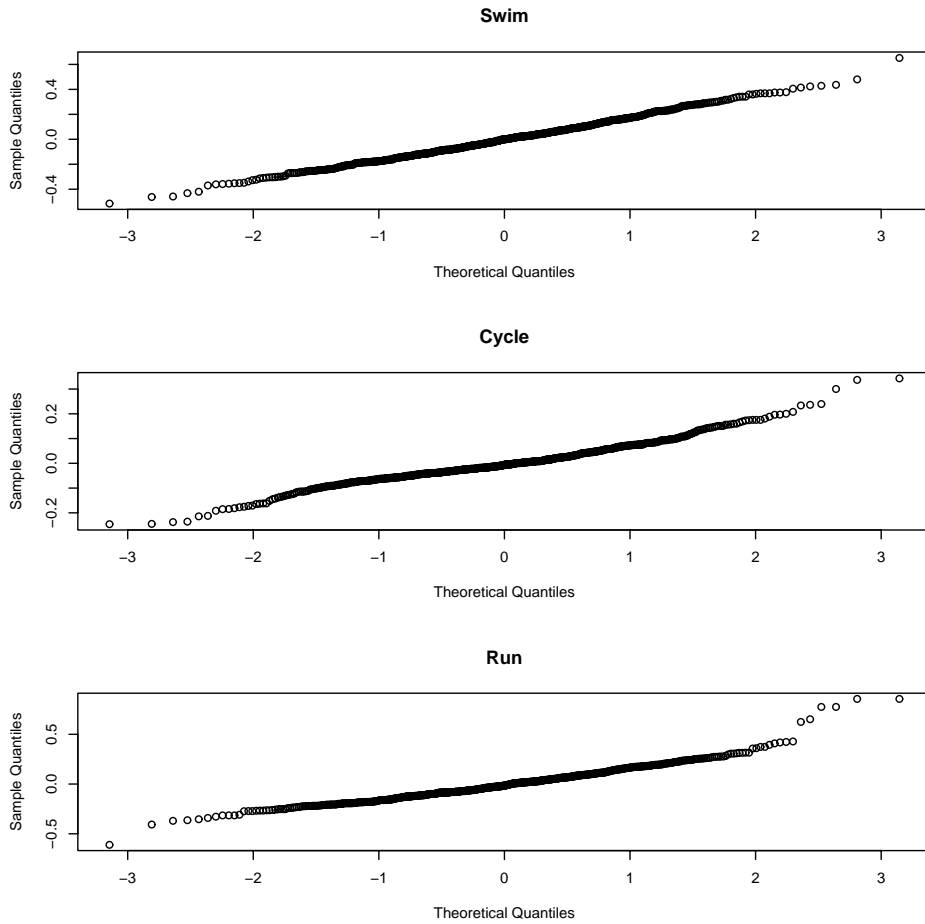 Swim
Sample Quantiles
0.4
0.0
−0.4
−3 −2 −1 0 1 2 3
Theoretical Quantiles
Cycle
Sample Quantiles
0.2
0.0
−0.2
−3 −2 −1 0 1 2 3
Theoretical Quantiles
Run
Sample Quantiles
0.5
0.0
−0.5
−3 −2 −1 0 1 2 3
Theoretical Quantiles